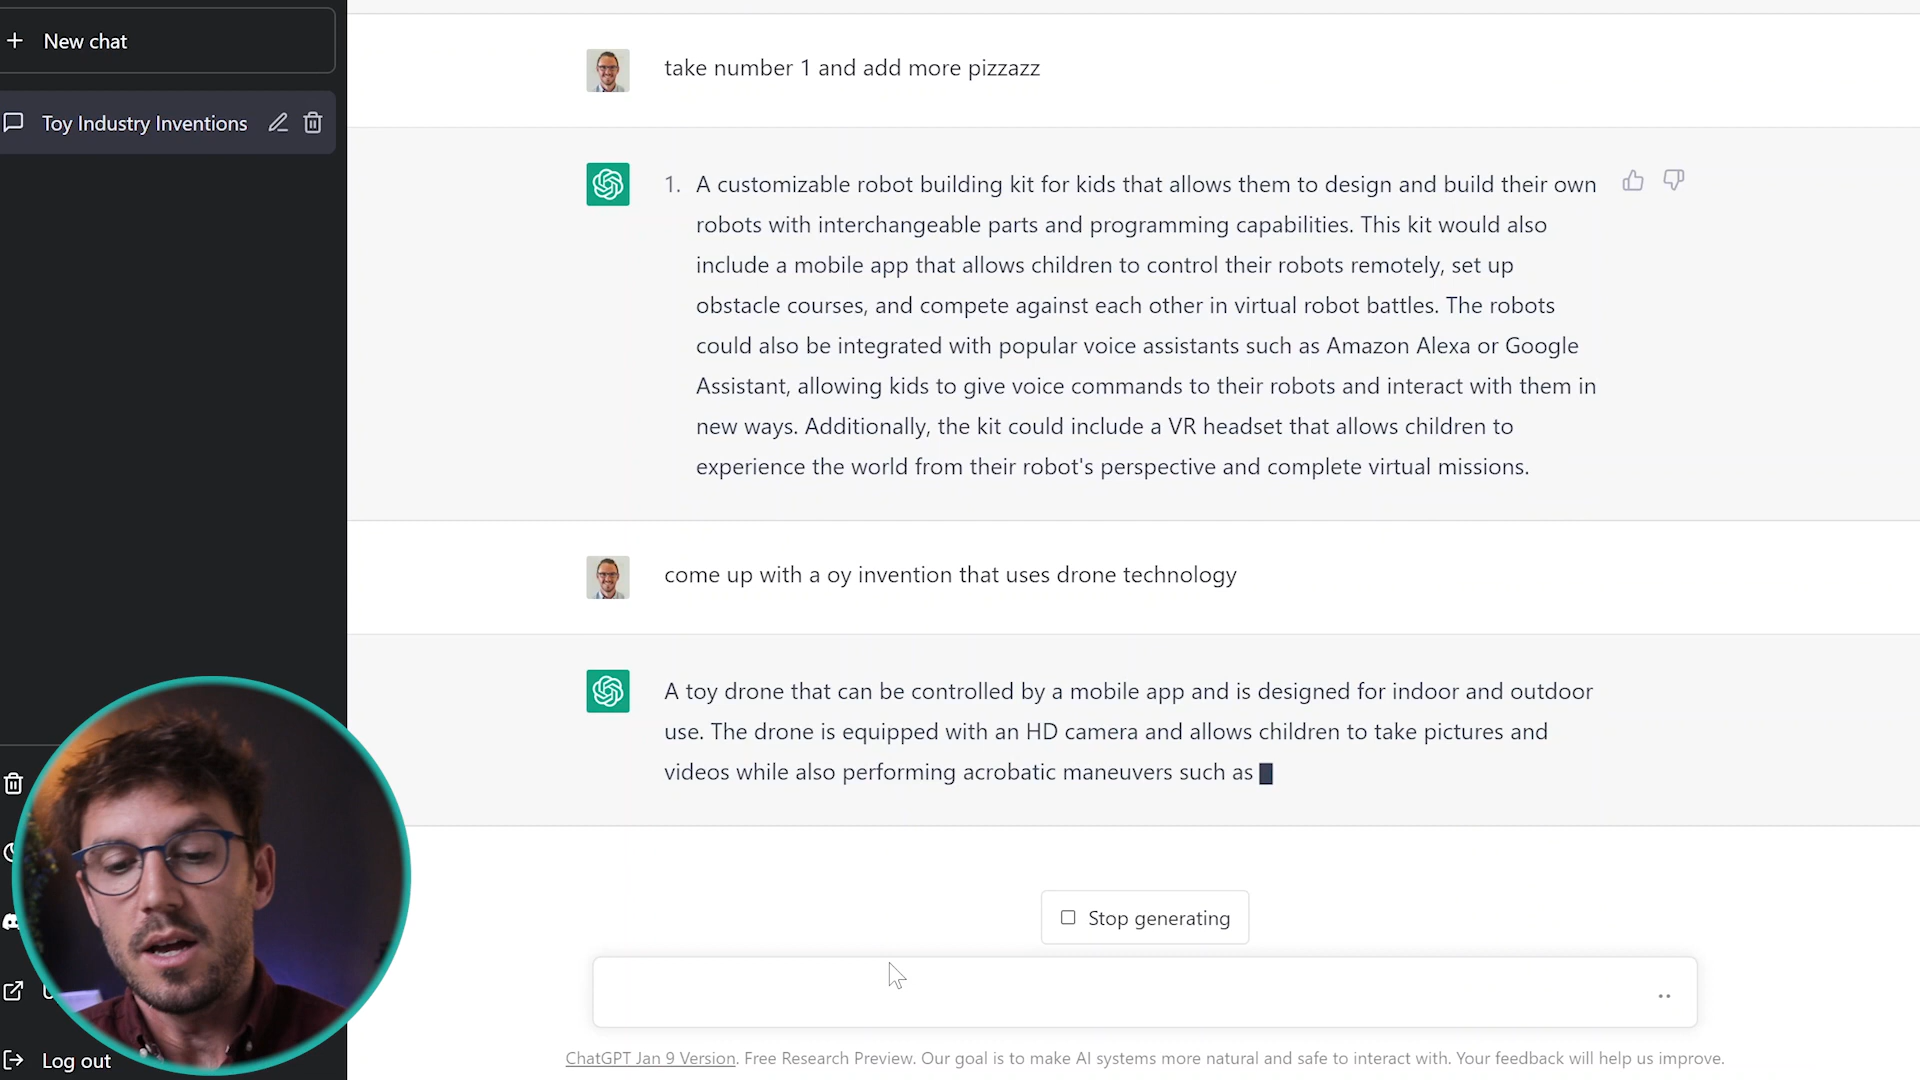 New chat
Toy Industry Inventions
take number 1 and add more pizzazz
1. A customizable robot building kit for kids that allows them to design and build their own
robots with interchangeable parts and programming capabilities. This kit would also
include a mobile app that allows children to control their robots remotely, set up
obstacle courses, and compete against each other in virtual robot battles. The robots
could also be integrated with popular voice assistants such as Amazon Alexa or Google
Assistant, allowing kids to give voice commands to their robots and interact with them in
new ways. Additionally, the kit could include a VR headset that allows children to
experience the world from their robot's perspective and complete virtual missions.
come up with a oy invention that uses drone technology
A toy drone that can be controlled by a mobile app and is designed for indoor and outdoor
use. The drone is equipped with an HD camera and allows children to take pictures and
videos while also performing acrobatic maneuvers such as
Stop generating
Log out
ChatGPT Jan 9 Version. Free Research Preview. Our goal is to make AI systems more natural and safe to interact with. Your feedback will help us improve.